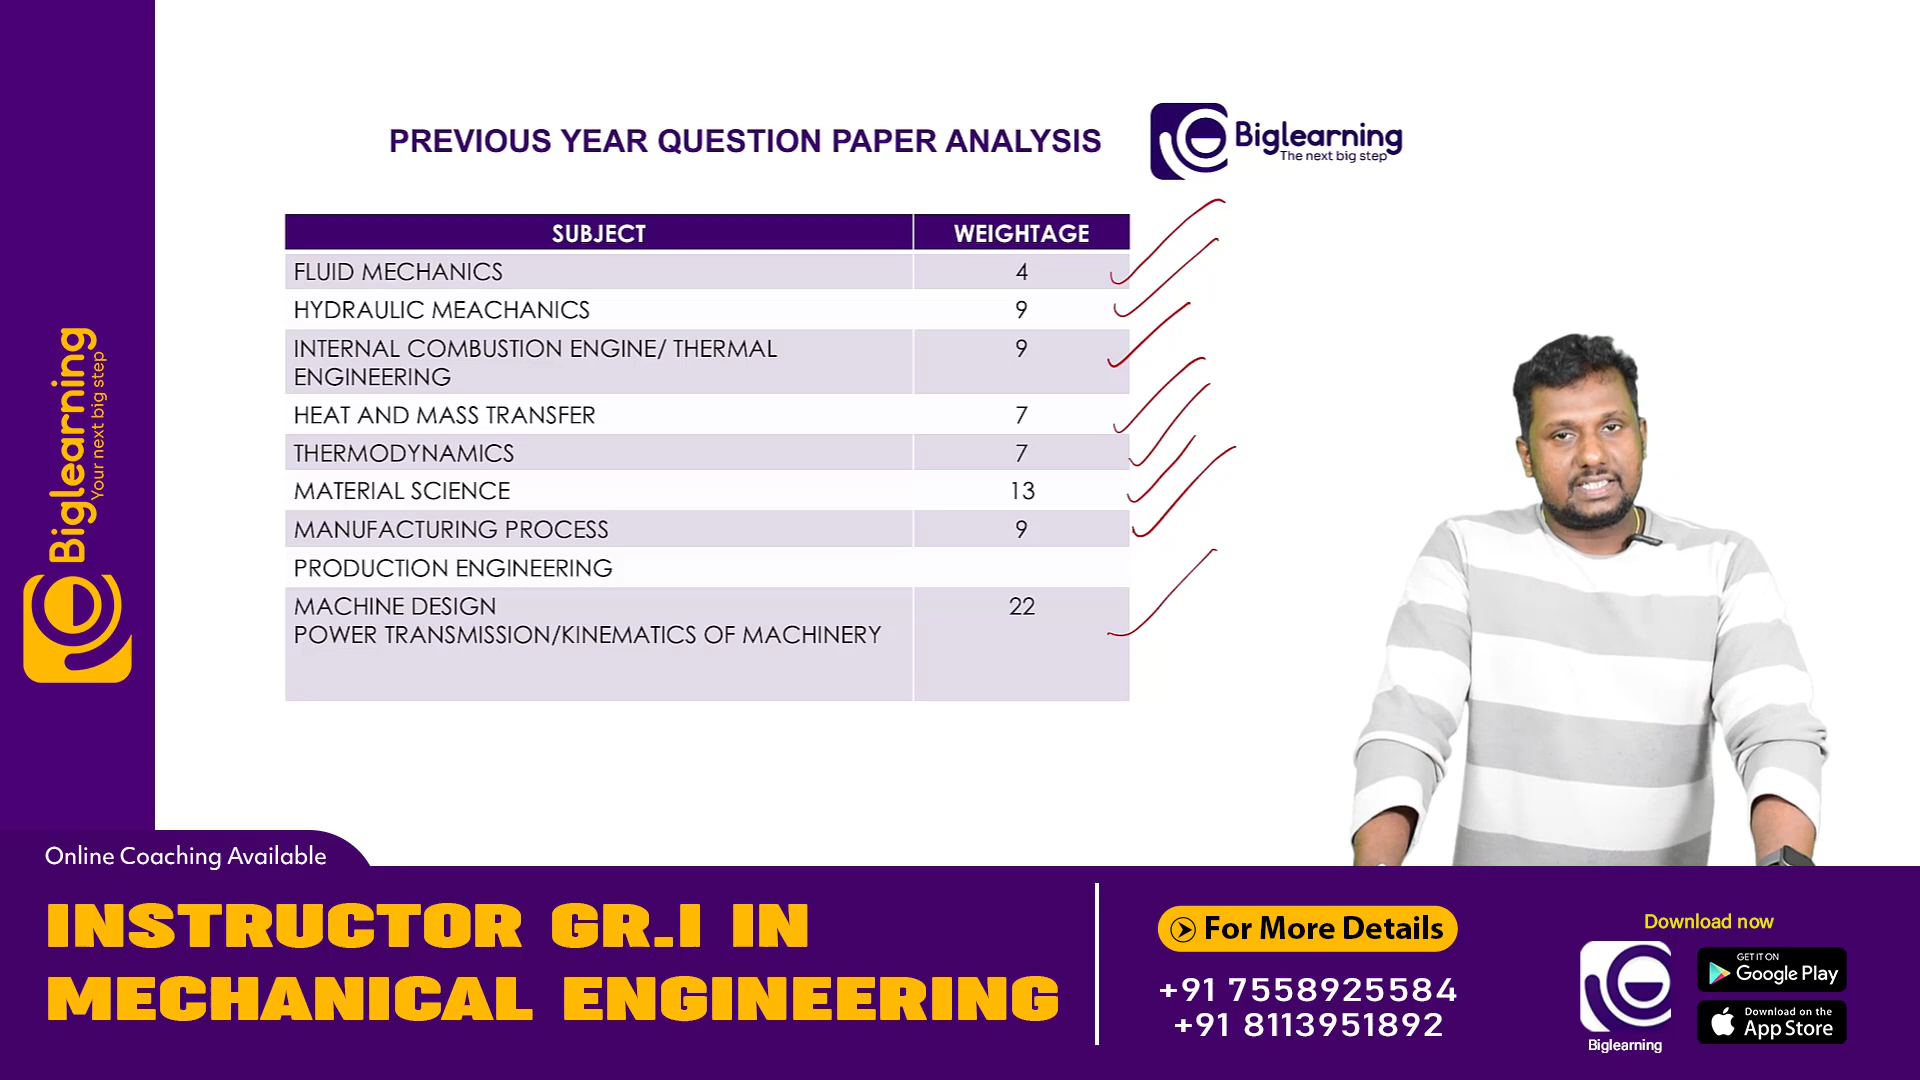 PREVIOUS YEAR QUESTION PAPER ANALYSIS
Biglearning
The next big step
SUBJECT WEIGHTAGE
FLUID MECHANICS 4
HYDRAULIC MEACHANICS 9
INTERNAL COMBUSTION ENGINE/ THERMAL 9
ENGINEERING
HEAT AND MASS TRANSFER 7
THERMODYNAMICS 7
MATERIAL SCIENCE 13
MANUFACTURING PROCESS 9
PRODUCTION ENGINEERING
MACHINE DESIGN 22
POWER TRANSMISSION/KINEMATICS OF MACHINERY
Biglearning
Your next big step
Online Coaching Available
INSTRUCTOR GR.I IN
MECHANICAL ENGINEERING
For More Details
+91 7558925584
+91 8113951892
Download now
Biglearning
GET IT ON
Google Play
Download on the
App Store